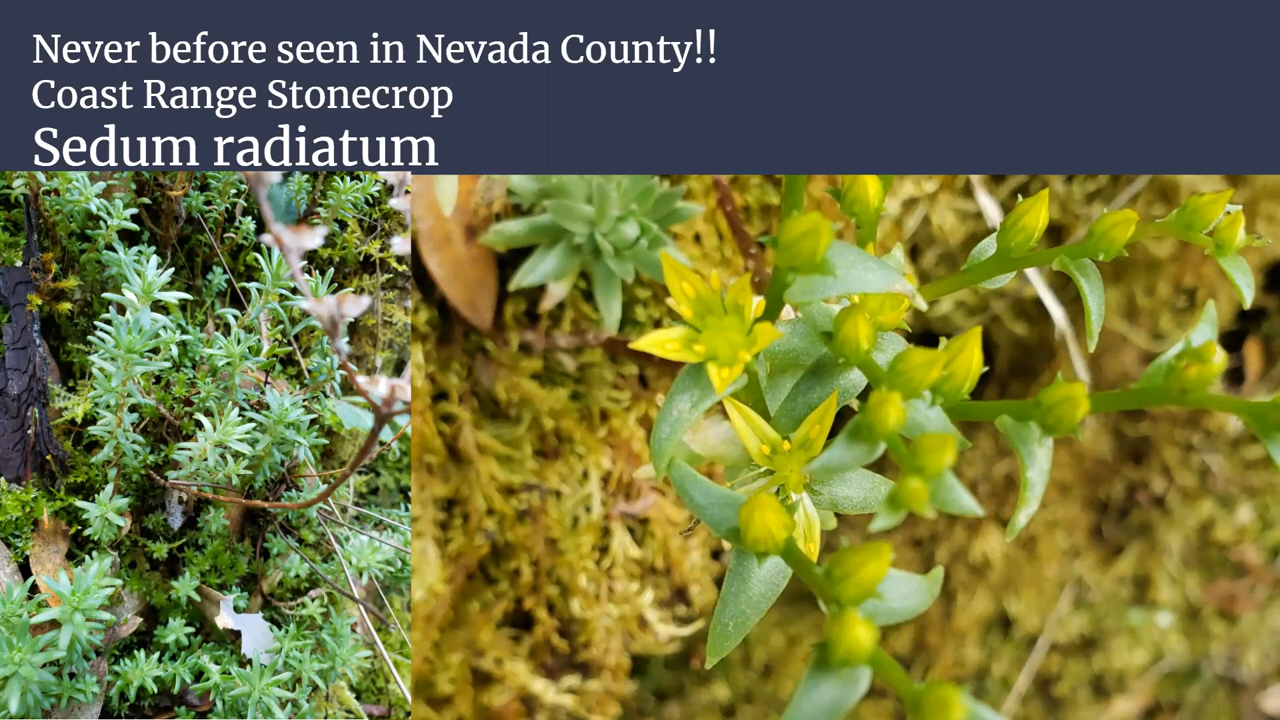 Never before seen in Nevada County!!
Coast Range Stonecrop
Sedum radiatum